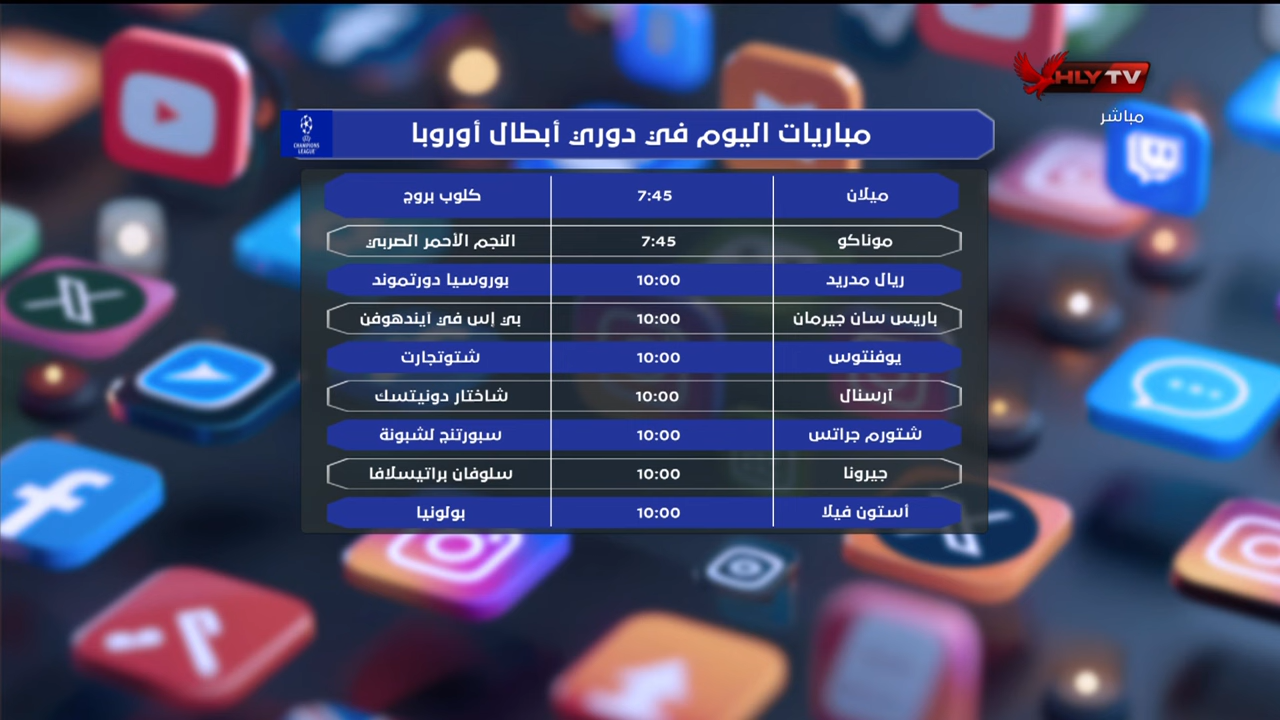 HLY TV
مباشر
UEFA CHAMPIONS LEAGUE
مباريات اليوم في دوري أبطال أوروبا
ميلان 7:45 كلوب بروج
موناكو 7:45 النجم الأحمر الصربي
ريال مدريد 10:00 بوروسيا دورتموند
باريس سان جيرمان 10:00 بي إس في آيندهوفن
يوفنتوس 10:00 شتوتجارت
آرسنال 10:00 شاختار دونيتسك
شتورم جراتس 10:00 سبورتنج لشبونة
جيرونا 10:00 سلوفان براتيسلافا
أستون فيلا 10:00 بولونيا